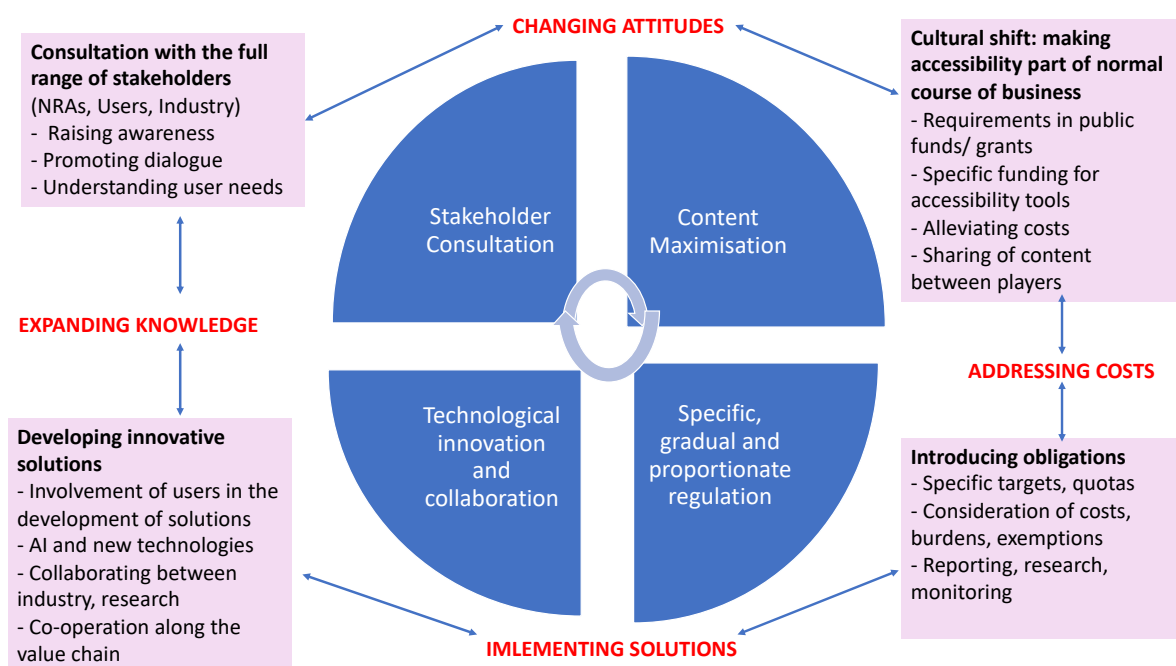 CHANGING ATTITUDES
Consultation with the full
range of stakeholders
(NRAs, Users, Industry)
- Raising awareness
- Promoting dialogue
- Understanding user needs
Stakeholder
Consultation
Content
Maximisation
Cultural shift: making
accessibility part of normal
course of business
- Requirements in public
funds/ grants
- Specific funding for
accessibility tools
- Alleviating costs
- Sharing of content
between players
EXPANDING KNOWLEDGE
ADDRESSING COSTS
Developing innovative
solutions
- Involvement of users in the
development of solutions
- AI and new technologies
- Collaborating between
industry, research
- Co-operation along the
value chain
Technological
innovation
and
collaboration
Specific,
gradual and
proportionate
regulation
Introducing obligations
- Specific targets, quotas
- Consideration of costs,
burdens, exemptions
- Reporting, research,
monitoring
IMLEMENTING SOLUTIONS